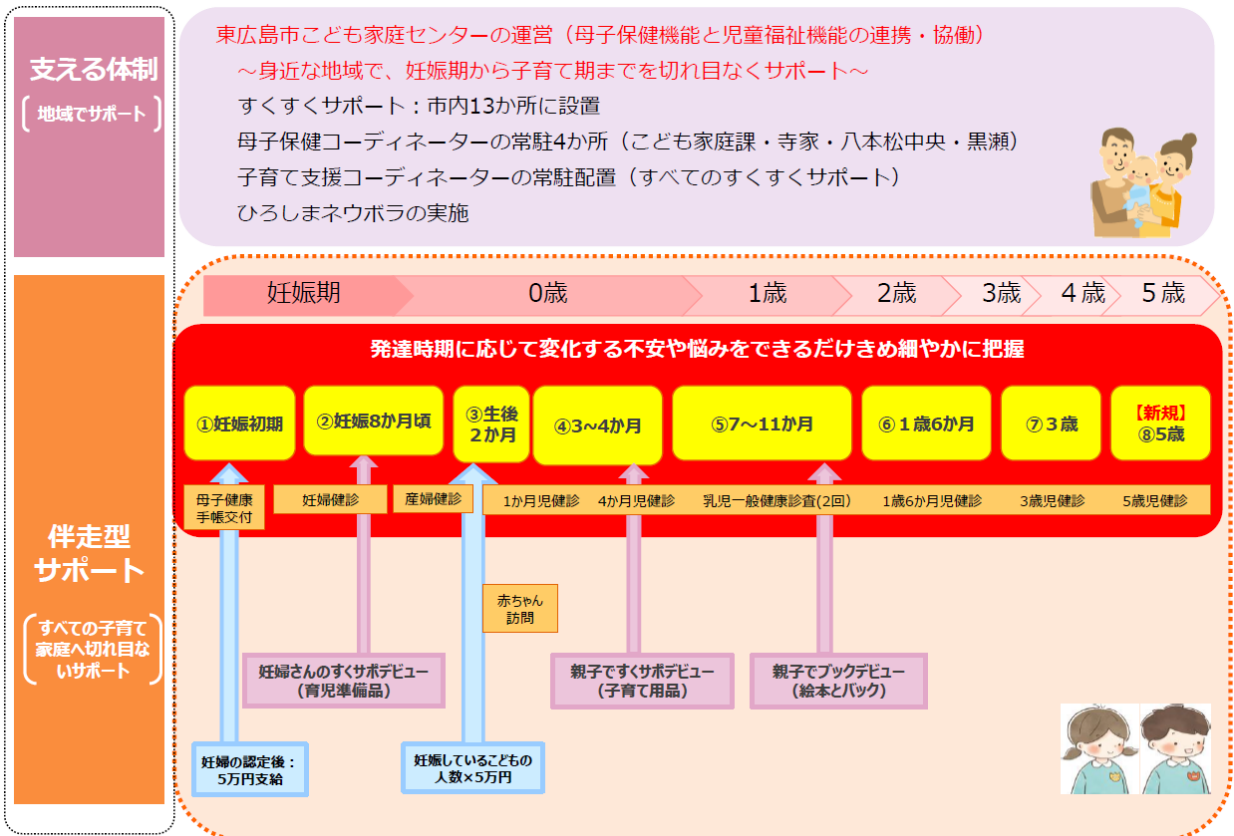 支える体制
地域でサポート
東広島市こども家庭センターの運営（母子保健機能と児童福祉機能の連携・協働）
～身近な地域で、妊娠期から子育て期までを切れ目なくサポート～
すくすくサポート：市内13か所に設置
母子保健コーディネーターの常駐4か所（こども家庭課・寺家・八本松中央・黒瀬）
子育て支援コーディネーターの常駐配置（すべてのすくすくサポート）
ひろしまネウボラの実施
伴走型
サポート
すべての子育て
家庭へ切れ目な
いサポート
妊娠期
0歳
1歳
2歳
3歳
４歳
５歳
発達時期に応じて変化する不安や悩みをできるだけきめ細やかに把握
①妊娠初期
②妊娠8か月頃
③生後
２か月
④3~4か月
⑤7～11か月
⑥１歳6か月
⑦３歳
【新規】
⑧5歳
母子健康
手帳交付
妊婦健診
産婦健診
1か月児健診
4か月児健診
乳児一般健康診査(2回)
1歳6か月児健診
3歳児健診
5歳児健診
赤ちゃん
訪問
妊婦さんのすくサポデビュー
(育児準備品)
親子ですくサポデビュー
(子育て用品)
親子でブックデビュー
(絵本とバック)
妊婦の認定後：
5万円支給
妊娠しているこどもの
人数×5万円